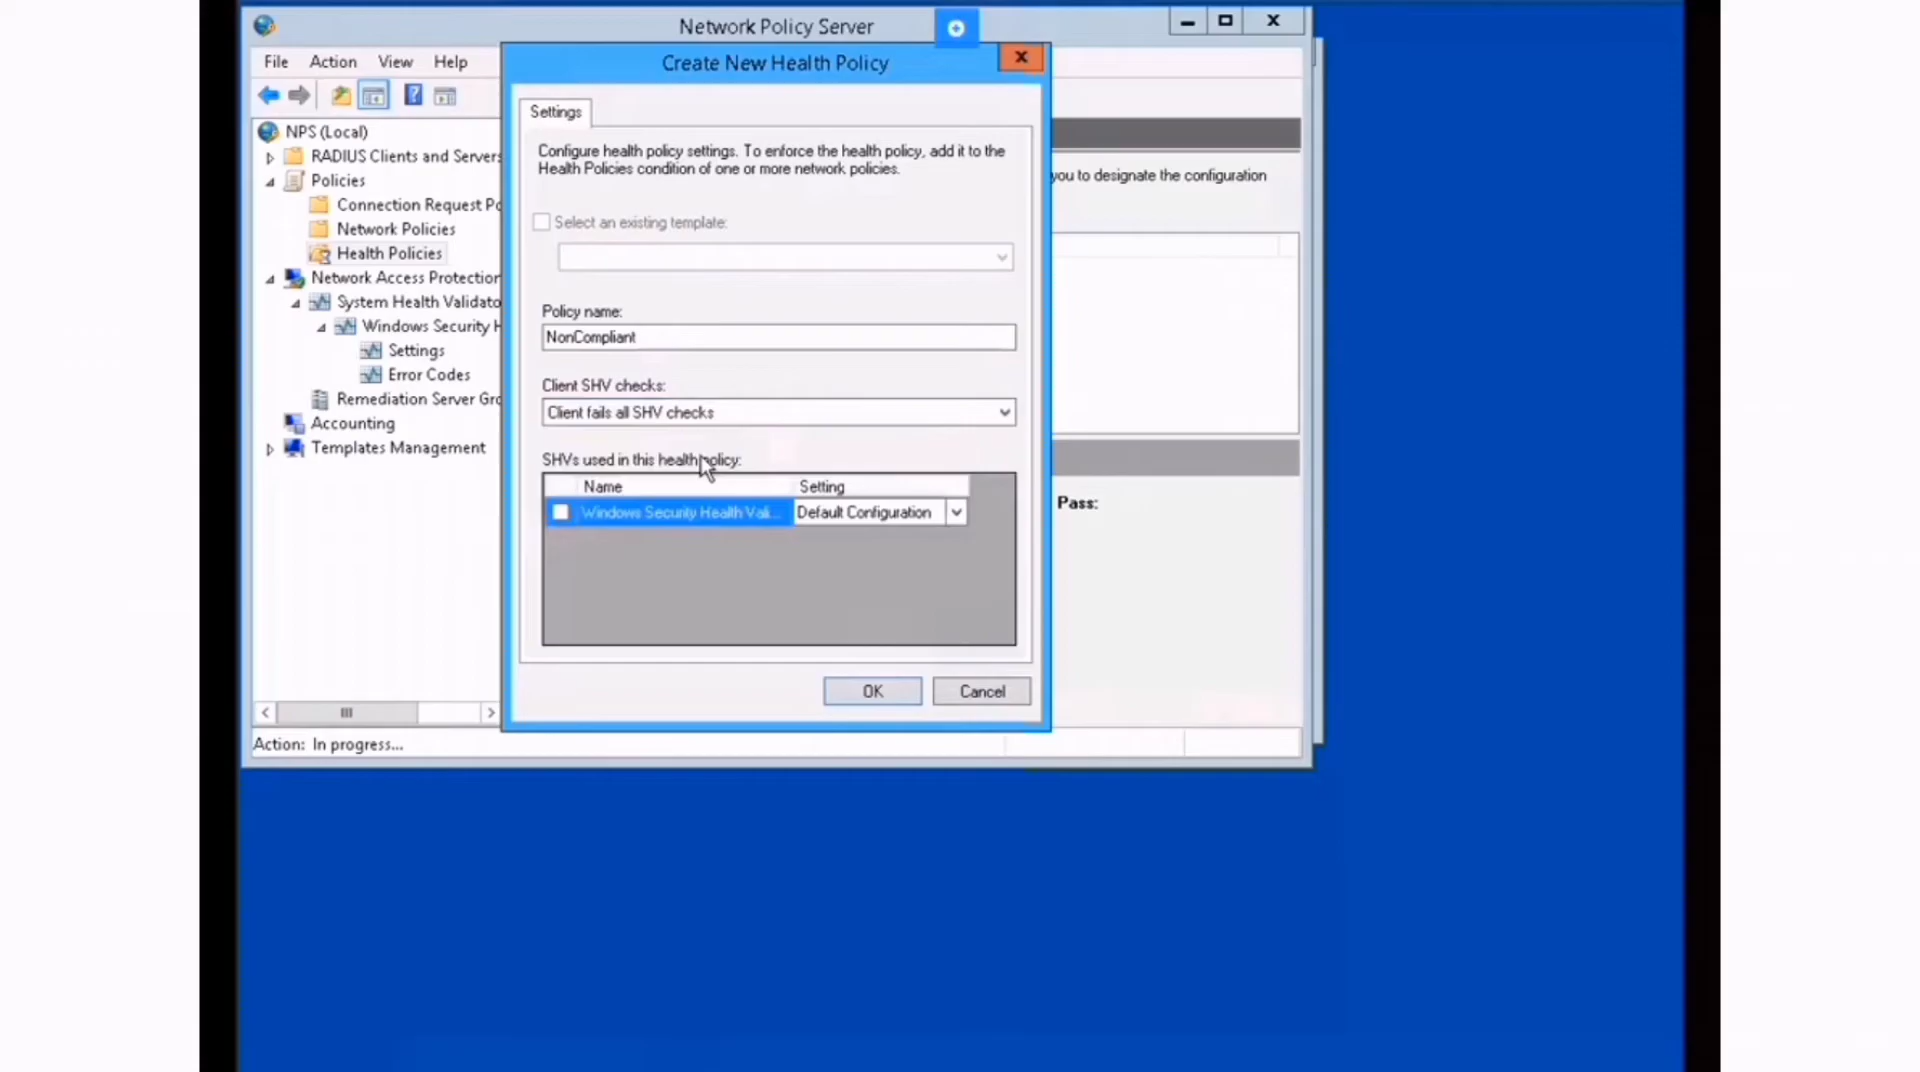 Network Policy Server
File Action View Help
NPS (Local)
RADIUS Clients and Servers
Policies
Connection Request Po
Network Policies
Health Policies
Network Access Protection
System Health Validato
Windows Security H
Settings
Error Codes
Remediation Server Gro
Accounting
Templates Management
Action: In progress...
Create New Health Policy
Settings
Configure health policy settings. To enforce the health policy, add it to the
Health Policies condition of one or more network policies.
Select an existing template:
Policy name:
NonCompliant
Client SHV checks:
Client fails all SHV checks
SHVs used in this health policy:
Name Setting
Windows Security Health Vali... Default Configuration
OK Cancel
you to designate the configuration
Pass: